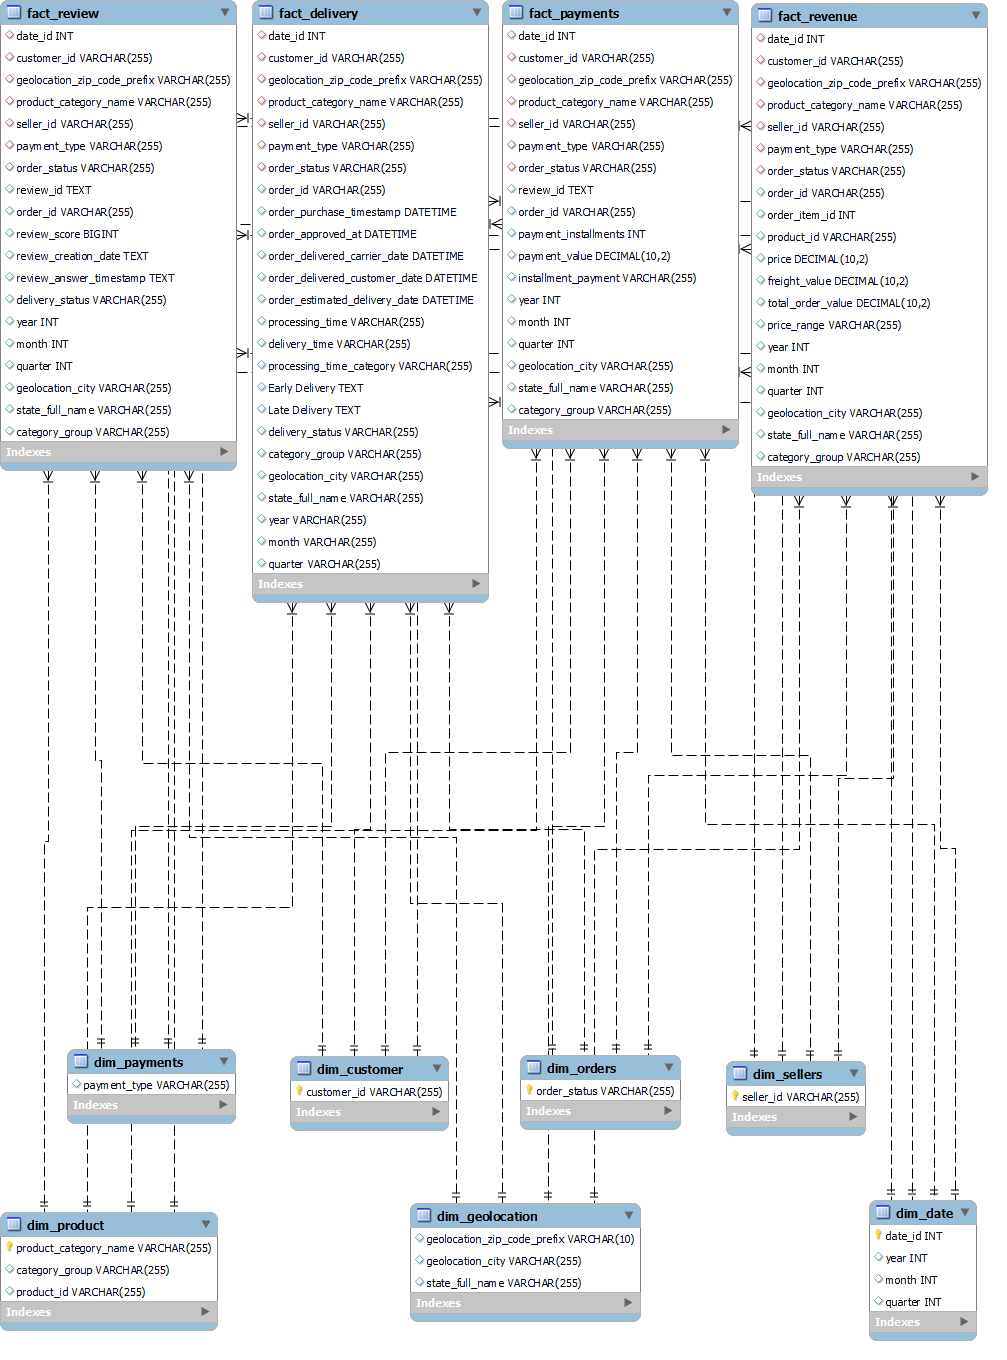 fact_review
date_id INT
customer_id VARCHAR(255)
geolocation_zip_code_prefix VARCHAR(255)
product_category_name VARCHAR(255)
seller_id VARCHAR(255)
payment_type VARCHAR(255)
order_status VARCHAR(255)
review_id TEXT
order_id VARCHAR(255)
review_score BIGINT
review_creation_date TEXT
review_answer_timestamp TEXT
delivery_status VARCHAR(255)
year INT
month INT
quarter INT
geolocation_city VARCHAR(255)
state_full_name VARCHAR(255)
category_group VARCHAR(255)
Indexes
fact_delivery
date_id INT
customer_id VARCHAR(255)
geolocation_zip_code_prefix VARCHAR(255)
product_category_name VARCHAR(255)
seller_id VARCHAR(255)
payment_type VARCHAR(255)
order_status VARCHAR(255)
order_id VARCHAR(255)
order_purchase_timestamp DATETIME
order_approved_at DATETIME
order_delivered_carrier_date DATETIME
order_delivered_customer_date DATETIME
order_estimated_delivery_date DATETIME
processing_time VARCHAR(255)
delivery_time VARCHAR(255)
processing_time_category VARCHAR(255)
Early Delivery TEXT
Late Delivery TEXT
delivery_status VARCHAR(255)
category_group VARCHAR(255)
geolocation_city VARCHAR(255)
state_full_name VARCHAR(255)
year VARCHAR(255)
month VARCHAR(255)
quarter VARCHAR(255)
Indexes
fact_payments
date_id INT
customer_id VARCHAR(255)
geolocation_zip_code_prefix VARCHAR(255)
product_category_name VARCHAR(255)
seller_id VARCHAR(255)
payment_type VARCHAR(255)
order_status VARCHAR(255)
review_id TEXT
order_id VARCHAR(255)
payment_installments INT
payment_value DECIMAL(10,2)
installment_payment VARCHAR(255)
year INT
month INT
quarter INT
geolocation_city VARCHAR(255)
state_full_name VARCHAR(255)
category_group VARCHAR(255)
Indexes
fact_revenue
date_id INT
customer_id VARCHAR(255)
geolocation_zip_code_prefix VARCHAR(255)
product_category_name VARCHAR(255)
seller_id VARCHAR(255)
payment_type VARCHAR(255)
order_status VARCHAR(255)
order_id VARCHAR(255)
order_item_id INT
product_id VARCHAR(255)
price DECIMAL(10,2)
freight_value DECIMAL(10,2)
total_order_value DECIMAL(10,2)
price_range VARCHAR(255)
year INT
month INT
quarter INT
geolocation_city VARCHAR(255)
state_full_name VARCHAR(255)
category_group VARCHAR(255)
Indexes
dim_payments
payment_type VARCHAR(255)
Indexes
dim_customer
customer_id VARCHAR(255)
Indexes
dim_orders
order_status VARCHAR(255)
Indexes
dim_sellers
seller_id VARCHAR(255)
Indexes
dim_product
product_category_name VARCHAR(255)
category_group VARCHAR(255)
product_id VARCHAR(255)
Indexes
dim_geolocation
geolocation_zip_code_prefix VARCHAR(10)
geolocation_city VARCHAR(255)
state_full_name VARCHAR(255)
Indexes
dim_date
date_id INT
year INT
month INT
quarter INT
Indexes